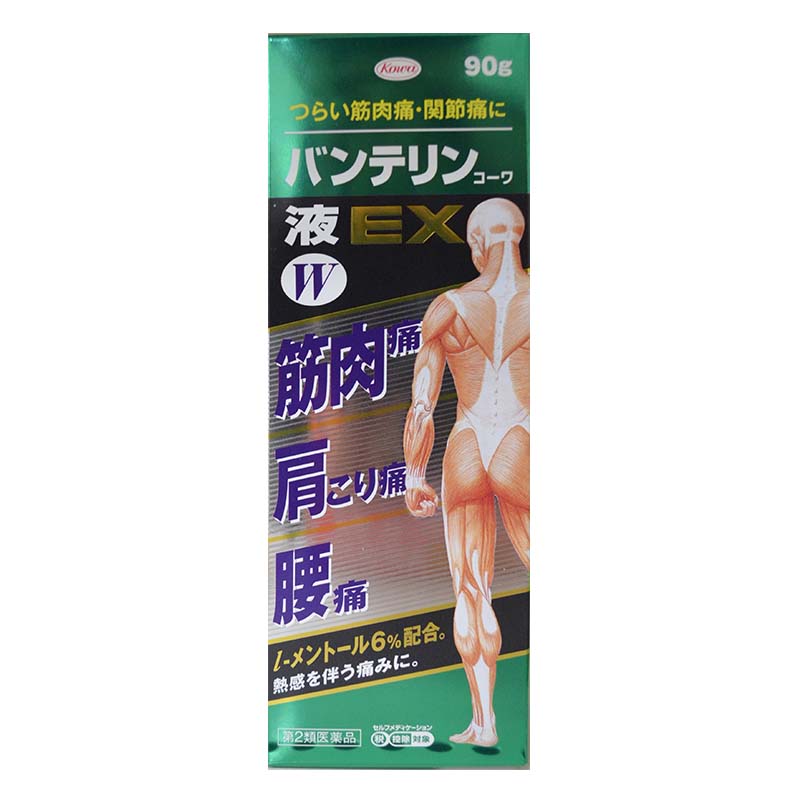 Kowa
90g
つらい筋肉痛・関節痛に
バンテリンコーワ
液EX
W
筋肉痛
肩こり痛
腰痛
l-メントール6%配合。
熱感を伴う痛みに。
第2類医薬品
セルフメディケーション
税 控除 対象